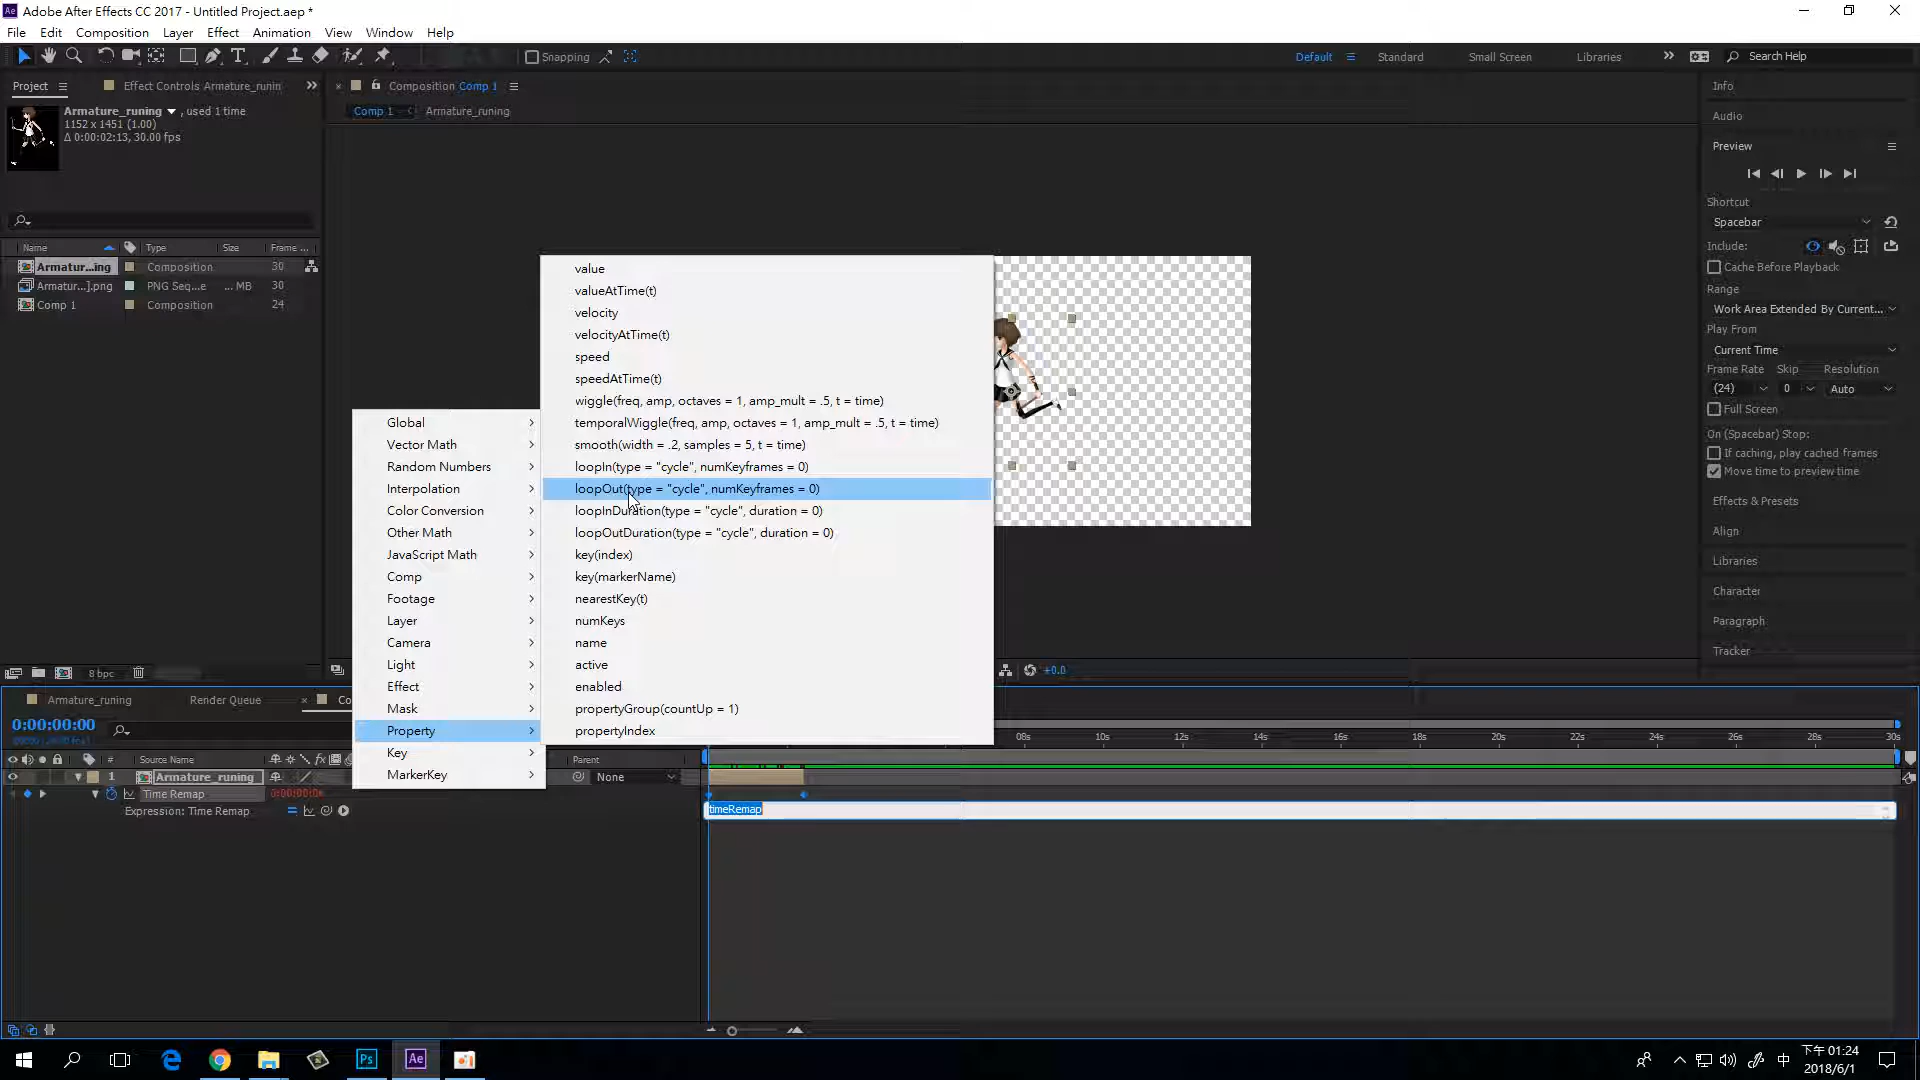 Adobe After Effects CC 2017 - Untitled Project.aep *
File Edit Composition Layer Effect Animation View Window Help
Snapping
Default Standard Small Screen Libraries Search Help
Project Effect Controls Armature_runin
Composition Comp 1
Comp 1 Armature_runing
Armature_runing , used 1 time
1152 x 1451 (1.00)
Δ 0:00:02:13, 30.00 fps
Name Type Size Frame ...
Armatur...ing Composition 30
Armatur...].png PNG Seq...e ... MB 30
Comp 1 Composition 24
8 bpc
Global
Vector Math
Random Numbers
Interpolation
Color Conversion
Other Math
JavaScript Math
Comp
Footage
Layer
Camera
Light
Effect
Mask
Property
Key
MarkerKey
value
valueAtTime(t)
velocity
velocityAtTime(t)
speed
speedAtTime(t)
wiggle(freq, amp, octaves = 1, amp_mult = .5, t = time)
temporalWiggle(freq, amp, octaves = 1, amp_mult = .5, t = time)
smooth(width = .2, samples = 5, t = time)
loopIn(type = "cycle", numKeyframes = 0)
loopOut(type = "cycle", numKeyframes = 0)
loopInDuration(type = "cycle", duration = 0)
loopOutDuration(type = "cycle", duration = 0)
key(index)
key(markerName)
nearestKey(t)
numKeys
name
active
enabled
propertyGroup(countUp = 1)
propertyIndex
+0.0
Info
Audio
Preview
Shortcut
Spacebar
Include:
Cache Before Playback
Range
Work Area Extended By Current...
Play From
Current Time
Frame Rate Skip Resolution
(24) 0 Auto
Full Screen
On (Spacebar) Stop:
If caching, play cached frames
Move time to preview time
Effects & Presets
Align
Libraries
Character
Paragraph
Tracker
Armature_runing Render Queue Co
0:00:00:00
# Source Name fx Parent
1 Armature_runing None
Time Remap
Expression: Time Remap
08s 10s 12s 14s 16s 18s 20s 22s 24s 26s 28s 30s
timeRemap
Ps Ae
中
下午 01:24
2018/6/1